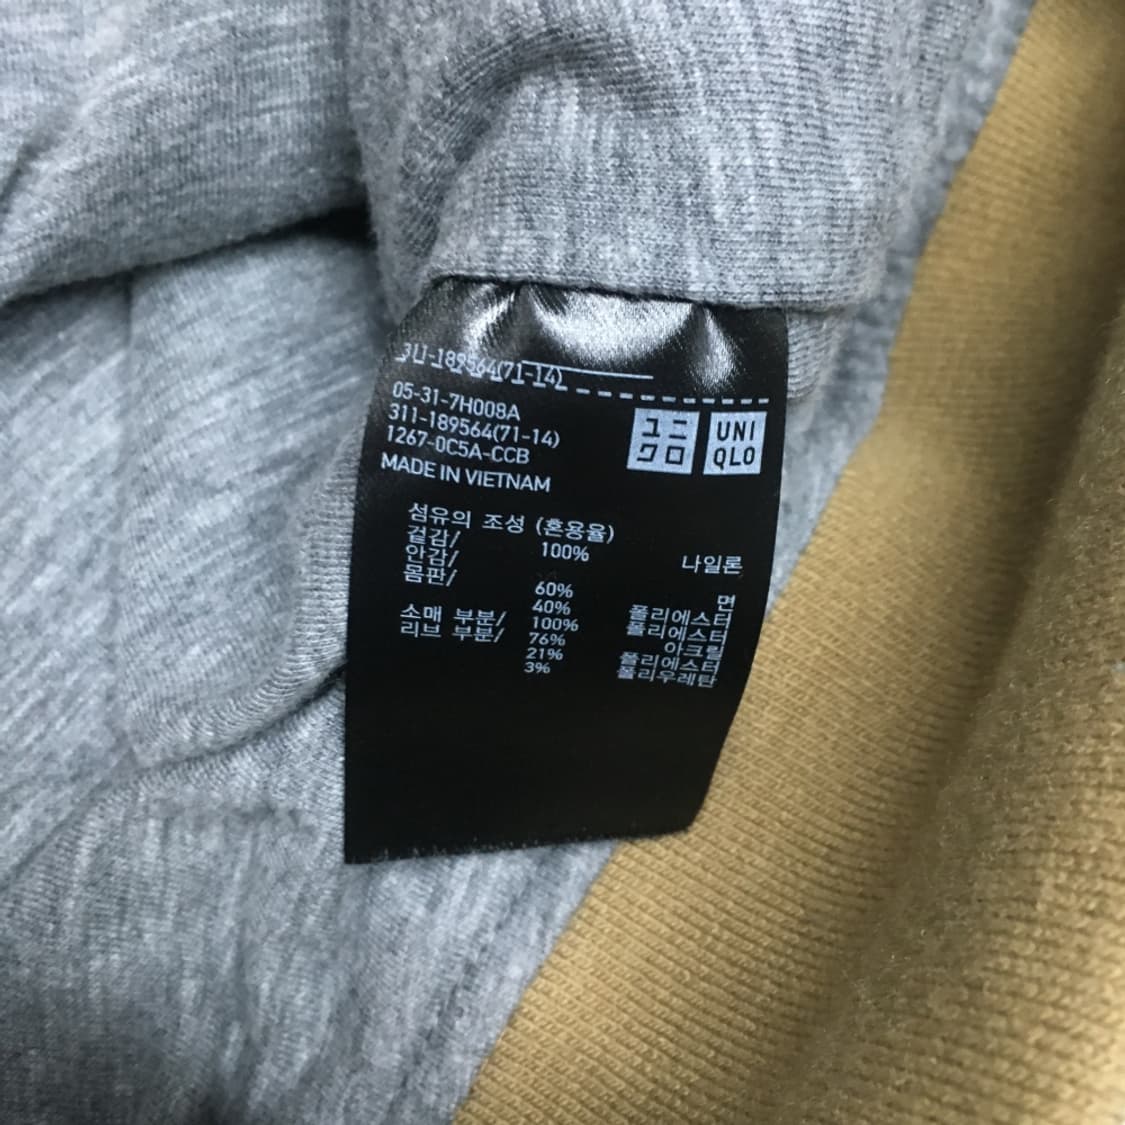 311-189564(71-14)
05-31-7H008A
311-189564(71-14)
1267-0C5A-CCB
MADE IN VIETNAM
ユニ
クロ
UNI
QLO
섬유의 조성 (혼용율)
겉감/ 100% 나일론
안감/
몸판/ 60% 면
40% 폴리에스터
소매 부분/ 100% 폴리에스터
리브 부분/ 76% 아크릴
21% 폴리에스터
3% 폴리우레탄